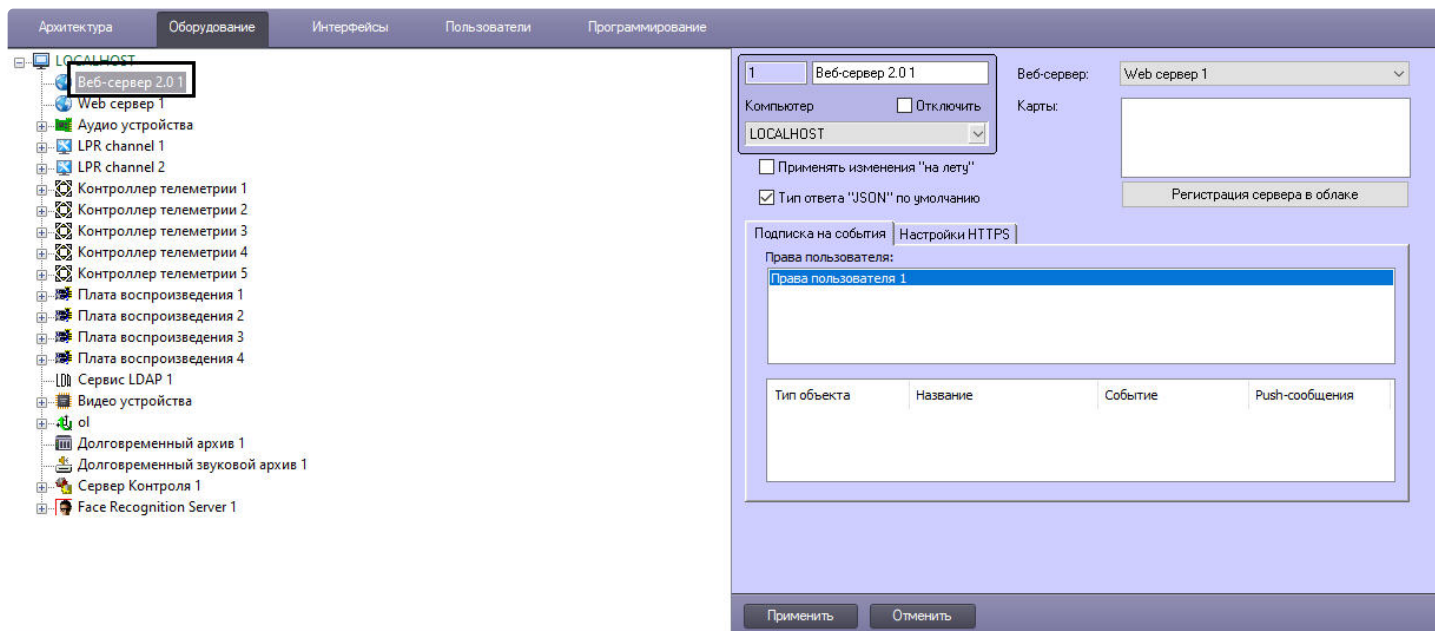 Архитектура Оборудование Интерфейсы Пользователи Программирование
LOCALHOST
Веб-сервер 2.0 1
Web сервер 1
Аудио устройства
LPR channel 1
LPR channel 2
Контроллер телеметрии 1
Контроллер телеметрии 2
Контроллер телеметрии 3
Контроллер телеметрии 4
Контроллер телеметрии 5
Плата воспроизведения 1
Плата воспроизведения 2
Плата воспроизведения 3
Плата воспроизведения 4
Сервис LDAP 1
Видео устройства
ol
Долговременный архив 1
Долговременный звуковой архив 1
Сервер Контроля 1
Face Recognition Server 1
1 Веб-сервер 2.0 1
Компьютер Отключить
LOCALHOST
Веб-сервер: Web сервер 1
Карты:
Применять изменения "на лету"
Тип ответа "JSON" по умолчанию
Регистрация сервера в облаке
Подписка на события Настройки HTTPS
Права пользователя:
Права пользователя 1
Тип объекта Название Событие Push-сообщения
Применить Отменить